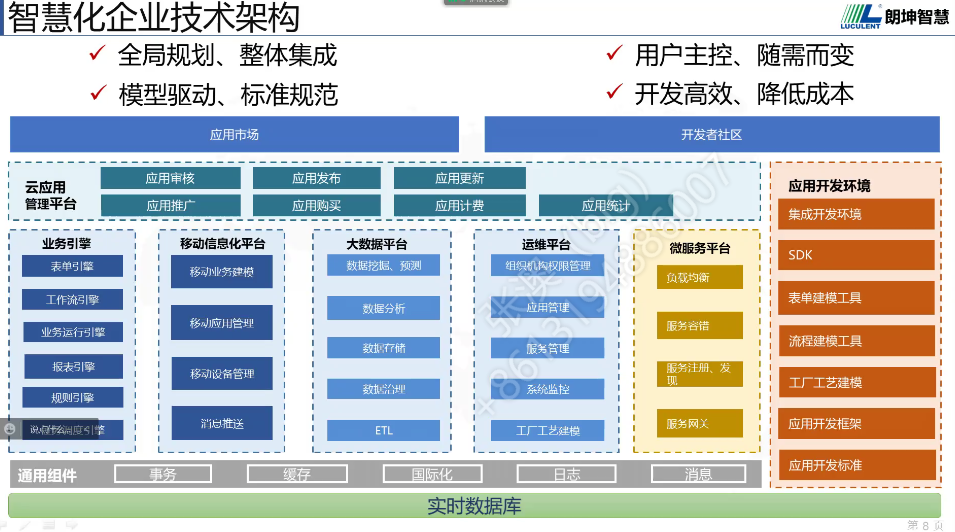 智慧化企业技术架构
LUCULENT 朗坤智慧
全局规划、整体集成
用户主控、随需而变
模型驱动、标准规范
开发高效、降低成本
应用市场
开发者社区
云应用
管理平台
应用审核
应用发布
应用更新
应用推广
应用购买
应用计费
应用统计
业务引擎
表单引擎
工作流引擎
业务运行引擎
报表引擎
规则引擎
移动信息化平台
移动业务建模
移动应用管理
移动设备管理
消息推送
大数据平台
数据挖掘、预测
数据分析
数据存储
数据治理
ETL
运维平台
组织机构权限管理
应用管理
服务管理
系统监控
工厂工艺建模
微服务平台
负载均衡
服务容错
服务注册、发
现
服务网关
应用开发环境
集成开发环境
SDK
表单建模工具
流程建模工具
工厂工艺建模
应用开发框架
应用开发标准
通用组件
事务
缓存
国际化
日志
消息
实时数据库
第 8 页